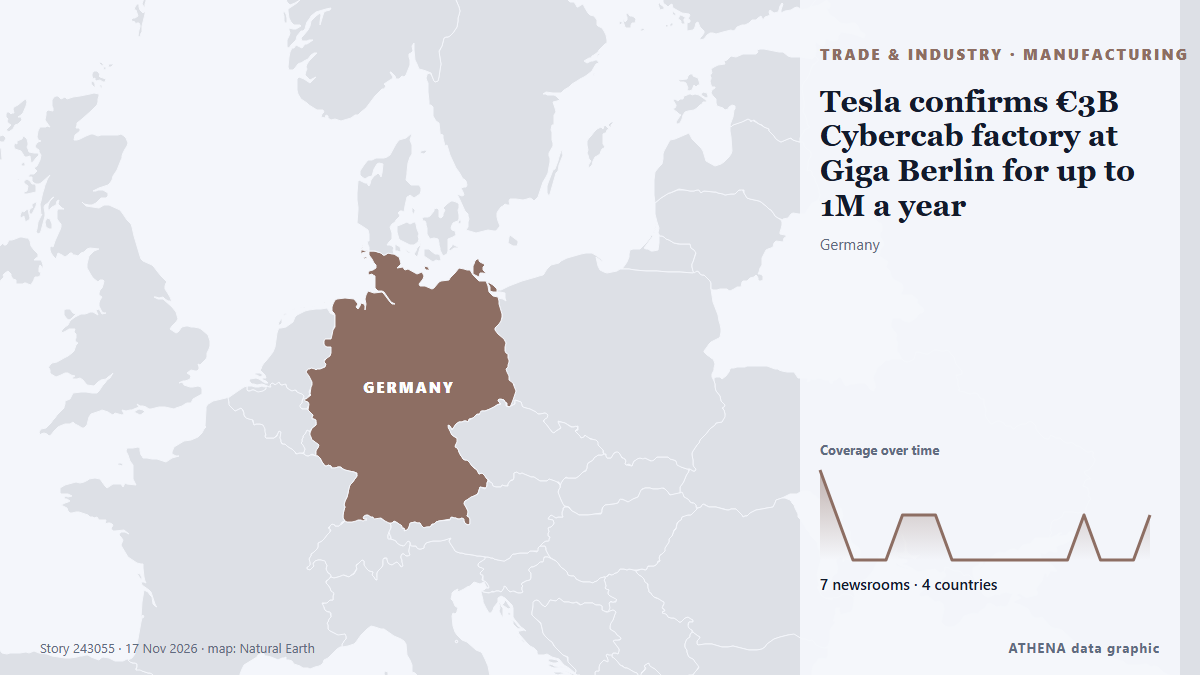 TRADE & INDUSTRY · MANUFACTURING
Tesla confirms €3B
Cybercab factory at
Giga Berlin for up to
1M a year
Germany
GERMANY
Coverage over time
7 newsrooms · 4 countries
Story 243055 · 17 Nov 2026 · map: Natural Earth
ATHENA data graphic